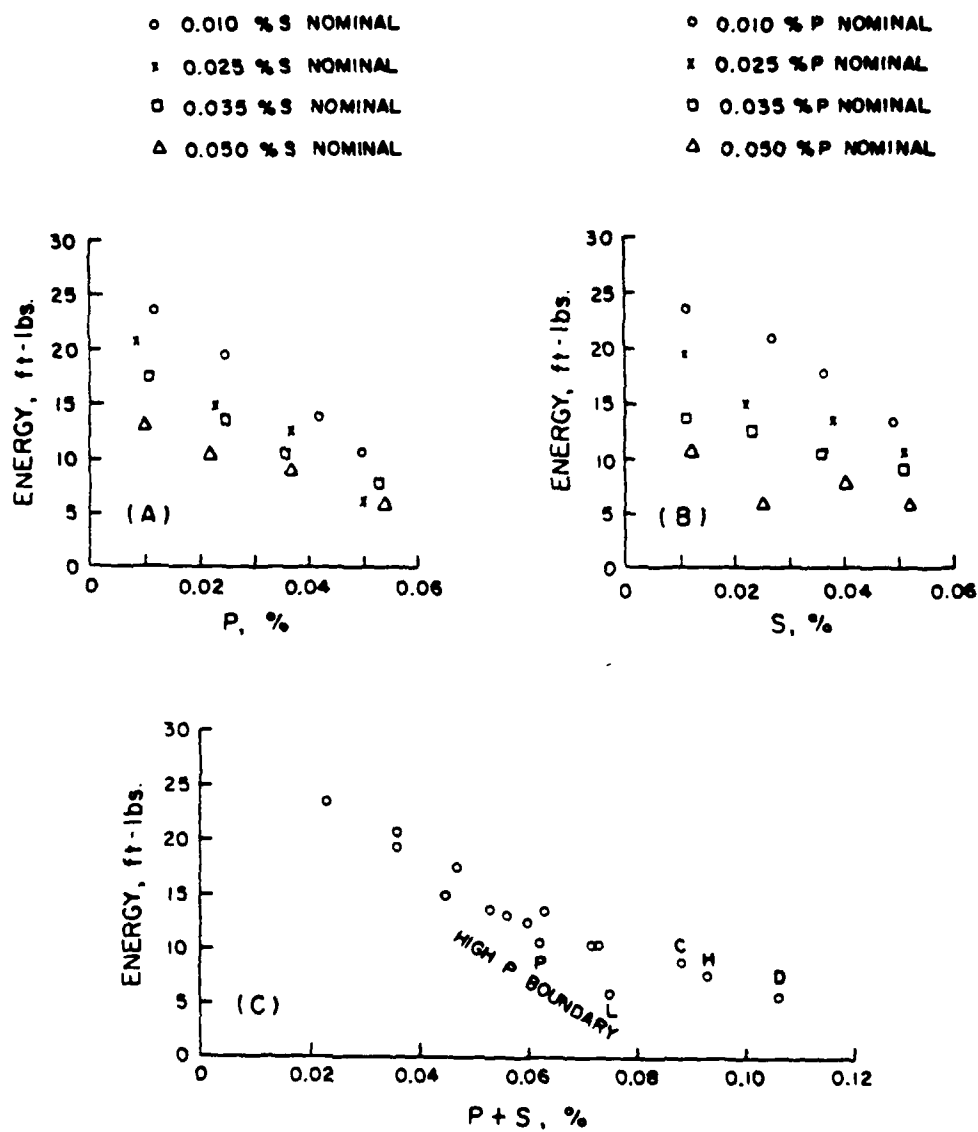 o 0.010 %S NOMINAL
x 0.025 %S NOMINAL
□ 0.035 %S NOMINAL
△ 0.050 %S NOMINAL
o 0.010 %P NOMINAL
x 0.025 %P NOMINAL
□ 0.035 %P NOMINAL
△ 0.050 %P NOMINAL
ENERGY, ft-lbs.
30
25
20
15
10
5
0
(A)
0 0.02 0.04 0.06
P, %
ENERGY, ft-lbs.
30
25
20
15
10
5
0
(B)
0 0.02 0.04 0.06
S, %
ENERGY, ft-lbs.
30
25
20
15
10
5
0
(C)
P
L
C
H
D
HIGH P BOUNDARY
0 0.02 0.04 0.06 0.08 0.10 0.12
P + S, %